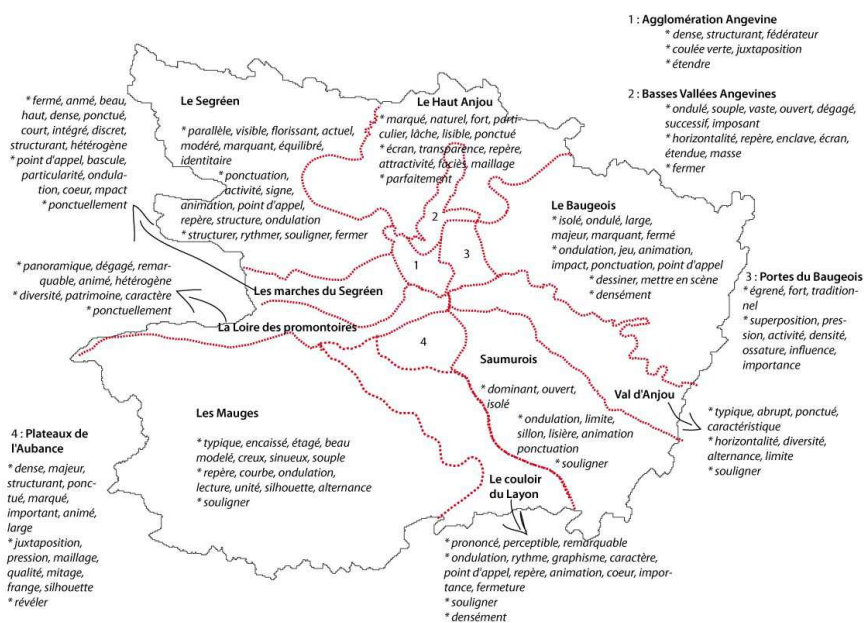 1 : Agglomération Angevine
* dense, structurant, fédérateur
* coulée verte, juxtaposition
* étendre
2 : Basses Vallées Angevines
* ondulé, souple, vaste, ouvert, dégagé,
successif, imposant
* horizontalité, repère, enclave, écran,
étendue, masse
* fermer
* fermé, anmé, beau,
haut, dense, ponctué,
court, intégré, discret,
structurant, hétérogène
* point d'appel, bascule,
particularité, ondula-
tion, coeur, mpact
* ponctuellement
Le Segréen
* parallèle, visible, florissant, actuel,
modéré, marquant, équilibré,
identitaire
* ponctuation,
activité, signe,
animation, point d'appel,
repère, structure, ondulation
* structurer, rythmer, souligner, fermer
Le Haut Anjou
* marqué, naturel, fort, parti-
culier, lâche, lisible, ponctué
* écran, transparence, repère,
attractivité, faciès, maillage
* parfaitement
2
1
3
4
Le Baugeois
* isolé, ondulé, large,
majeur, marquant, fermé
* ondulation, jeu, animation,
impact, ponctuation, point d'appel
* dessiner, mettre en scène
* densément
3 : Portes du Baugeois
* égrené, fort, tradition-
nel
* superposition, pres-
sion, activité, densité,
ossature, influence,
importance
* panoramique, dégagé, remar-
quable, animé, hétérogène
* diversité, patrimoine, caractère
* ponctuellement
Les marches du Segréen
La Loire des promontoires
Saumurois
* dominant, ouvert,
isolé
* ondulation, limite,
sillon, lisière, animation
ponctuation
* souligner
Val d'Anjou
* typique, abrupt, ponctué,
caractéristique
* horizontalité, diversité,
alternance, limite
* souligner
Les Mauges
* typique, encaissé, étagé, beau
modelé, creux, sinueux, souple
* repère, courbe, ondulation,
lecture, unité, silhouette, alternance
* souligner
4 : Plateaux de
l'Aubance
* dense, majeur,
structurant, ponc-
tué, marqué,
important, animé,
large
* juxtaposition,
pression, maillage,
qualité, mitage,
frange, silhouette
* révéler
Le couloir
du Layon
* prononcé, perceptible, remarquable
* ondulation, rythme, graphisme, caractère,
point d'appel, repère, animation, coeur, impor-
tance, fermeture
* souligner
* densément